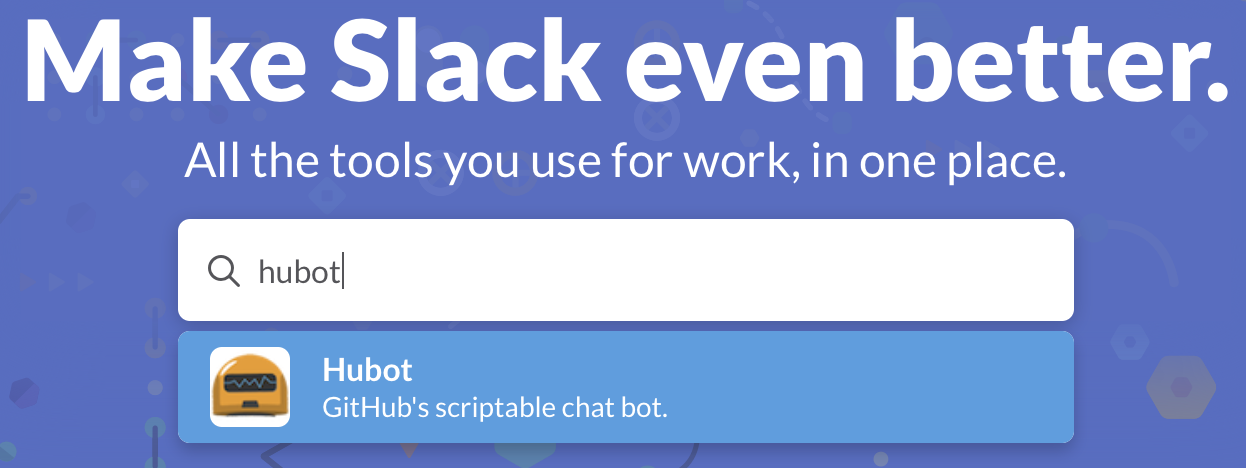 Make Slack even better.
All the tools you use for work, in one place.
hubot
Hubot
GitHub's scriptable chat bot.